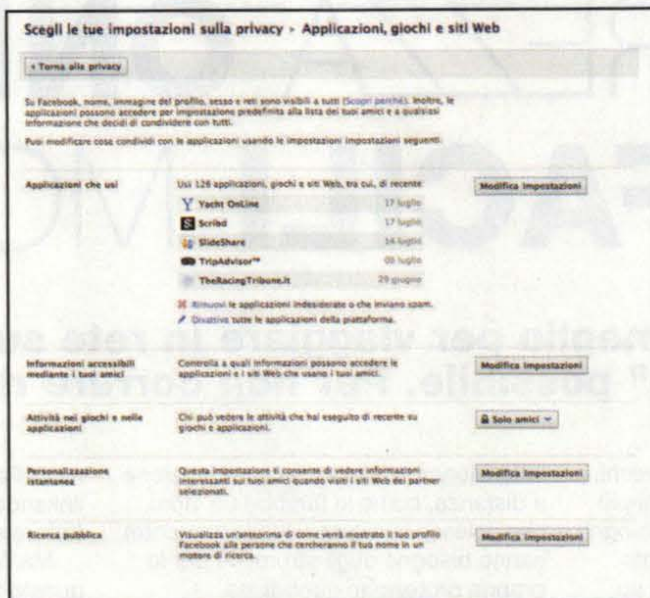 Scegli le tue impostazioni sulla privacy ▸ Applicazioni, giochi e siti Web
◂ Torna alla privacy
Su Facebook, nome, immagine del profilo, sesso e reti sono visibili a tutti (Scopri perché). Inoltre, le
applicazioni possono accedere per impostazione predefinita alla lista dei tuoi amici e a qualsiasi
informazione che decidi di condividere con tutti.
Puoi modificare cosa condividi con le applicazioni usando le impostazioni impostazioni seguenti.
Applicazioni che usi
Usi 126 applicazioni, giochi e siti Web, tra cui, di recente
Modifica impostazioni
Yacht OnLine 17 luglio
Scribd 17 luglio
SlideShare 14 luglio
TripAdvisor™ 05 luglio
TheRacingTribune.it 29 giugno
Rimuovi le applicazioni indesiderate o che inviano spam.
Disattiva tutte le applicazioni della piattaforma.
Informazioni accessibili
mediante i tuoi amici
Controlla a quali informazioni possono accedere le
applicazioni e i siti Web che usano i tuoi amici.
Modifica impostazioni
Attività nei giochi e nelle
applicazioni
Chi può vedere le attività che hai eseguito di recente su
giochi e applicazioni.
Solo amici
Personalizzazione
istantanea
Questa impostazione ti consente di vedere informazioni
interessanti sui tuoi amici quando visiti i siti Web dei partner
selezionati.
Modifica impostazioni
Ricerca pubblica
Visualizza un'anteprima di come verrà mostrato il tuo profilo
Facebook alle persone che cercheranno il tuo nome in un
motore di ricerca.
Modifica impostazioni